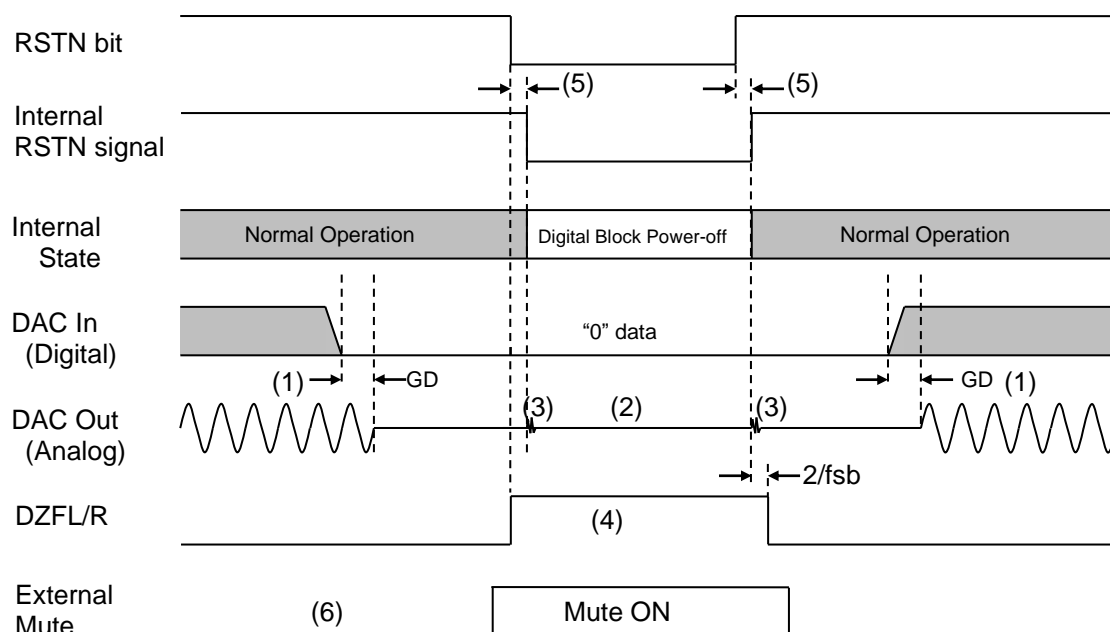 RSTN bit
(5) (5)
Internal
RSTN signal
Internal
State
Normal Operation Digital Block Power-off Normal Operation
DAC In
(Digital)
“0” data
(1) GD GD (1)
DAC Out
(Analog)
(3) (2) (3)
2/fsb
DZFL/R
(4)
External
Mute
(6) Mute ON